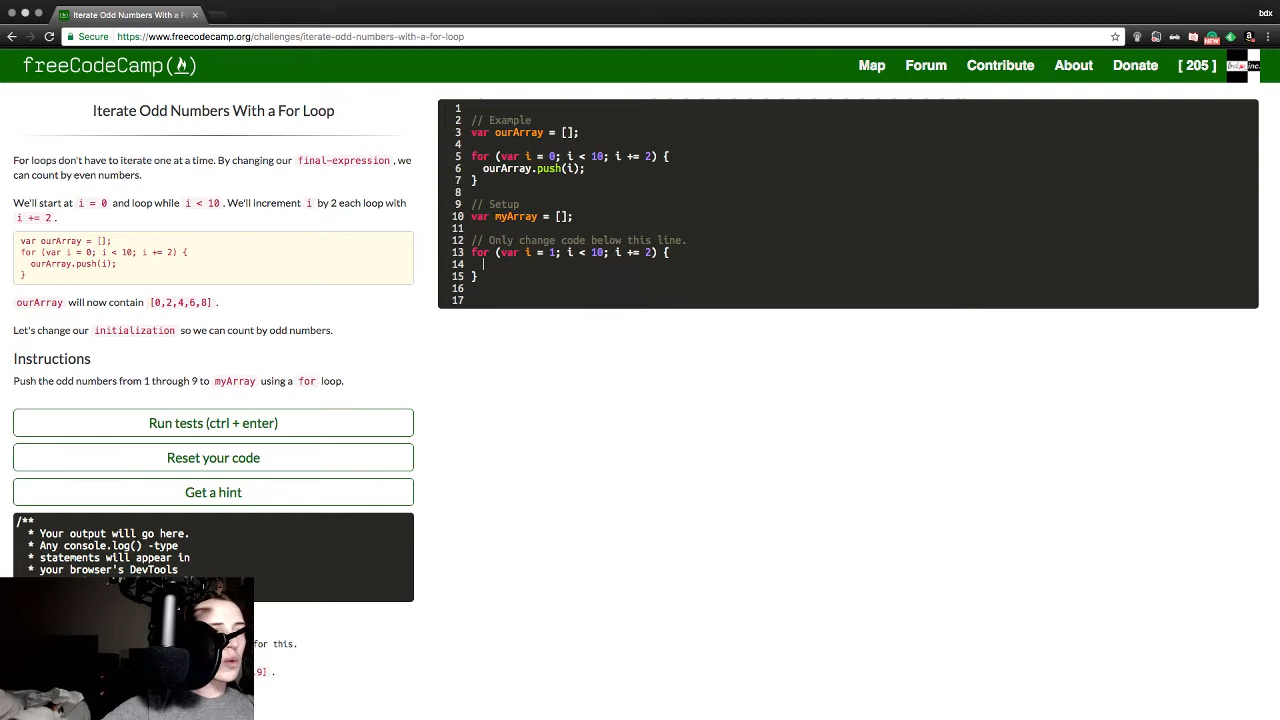 Iterate Odd Numbers With a F
bdx
Secure https://www.freecodecamp.org/challenges/iterate-odd-numbers-with-a-for-loop
NEW
freeCodeCamp
Map Forum Contribute About Donate [ 205 ] inc.
Iterate Odd Numbers With a For Loop
For loops don't have to iterate one at a time. By changing our final-expression, we
can count by even numbers.
We'll start at i = 0 and loop while i < 10. We'll increment i by 2 each loop with
i += 2.
var ourArray = [];
for (var i = 0; i < 10; i += 2) {
ourArray.push(i);
}
ourArray will now contain [0,2,4,6,8].
Let's change our initialization so we can count by odd numbers.
Instructions
Push the odd numbers from 1 through 9 to myArray using a for loop.
Run tests (ctrl + enter)
Reset your code
Get a hint
/**
* Your output will go here.
* Any console.log() -type
* statements will appear in
* your browser's DevTools
for this.
,9].
1
2 // Example
3 var ourArray = [];
4
5 for (var i = 0; i < 10; i += 2) {
6 ourArray.push(i);
7 }
8
9 // Setup
10 var myArray = [];
11
12 // Only change code below this line.
13 for (var i = 1; i < 10; i += 2) {
14
15 }
16
17